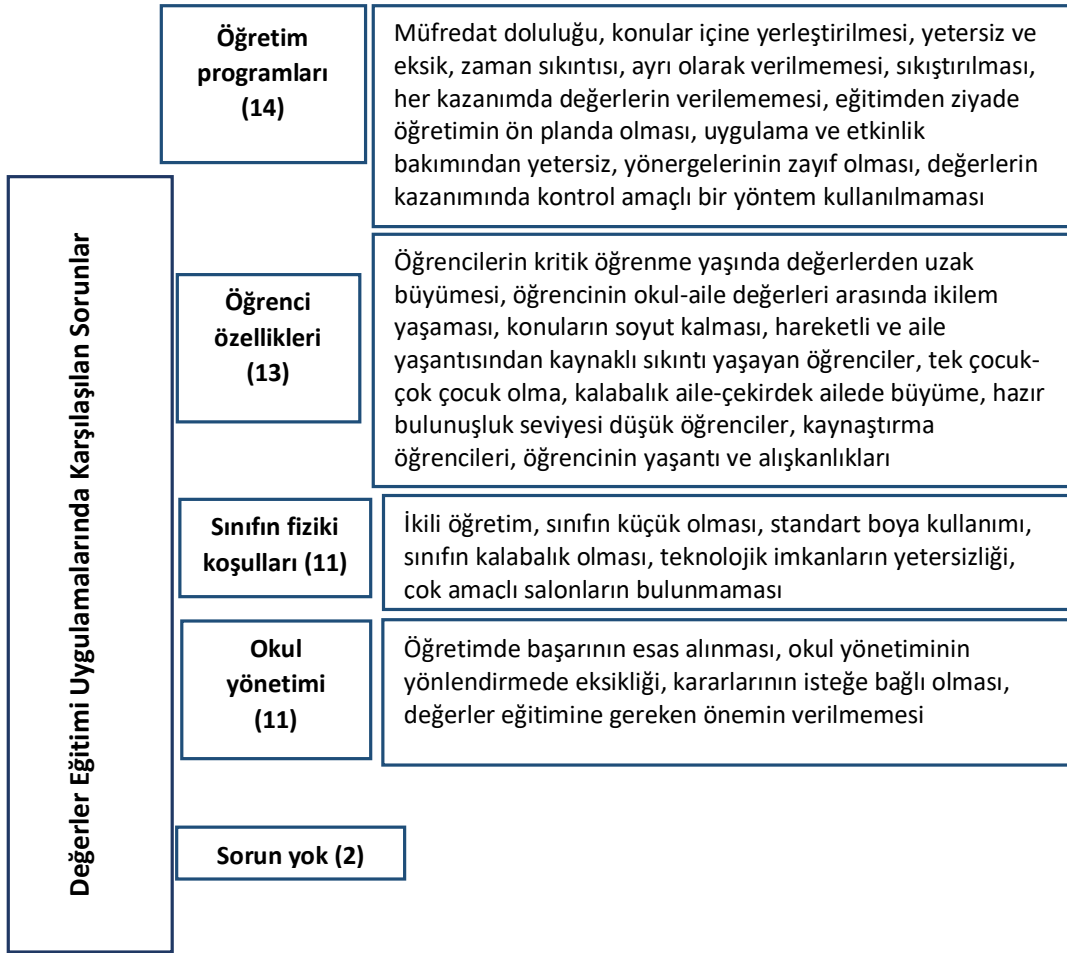 Değerler Eğitimi Uygulamalarında Karşılaşılan Sorunlar
Öğretim
programları
(14)
Müfredat doluluğu, konular içine yerleştirilmesi, yetersiz ve
eksik, zaman sıkıntısı, ayrı olarak verilmemesi, sıkıştırılması,
her kazanımda değerlerin verilememesi, eğitimden ziyade
öğretimin ön planda olması, uygulama ve etkinlik
bakımından yetersiz, yönergelerinin zayıf olması, değerlerin
kazanımında kontrol amaçlı bir yöntem kullanılmaması
Öğrenci
özellikleri
(13)
Öğrencilerin kritik öğrenme yaşında değerlerden uzak
büyümesi, öğrencinin okul-aile değerleri arasında ikilem
yaşaması, konuların soyut kalması, hareketli ve aile
yaşantısından kaynaklı sıkıntı yaşayan öğrenciler, tek çocuk-
çok çocuk olma, kalabalık aile-çekirdek ailede büyüme, hazır
bulunuşluk seviyesi düşük öğrenciler, kaynaştırma
öğrencileri, öğrencinin yaşantı ve alışkanlıkları
Sınıfın fiziki
koşulları (11)
İkili öğretim, sınıfın küçük olması, standart boya kullanımı,
sınıfın kalabalık olması, teknolojik imkanların yetersizliği,
cok amaclı salonların bulunmaması
Okul
yönetimi
(11)
Öğretimde başarının esas alınması, okul yönetiminin
yönlendirmede eksikliği, kararlarının isteğe bağlı olması,
değerler eğitimine gereken önemin verilmemesi
Sorun yok (2)